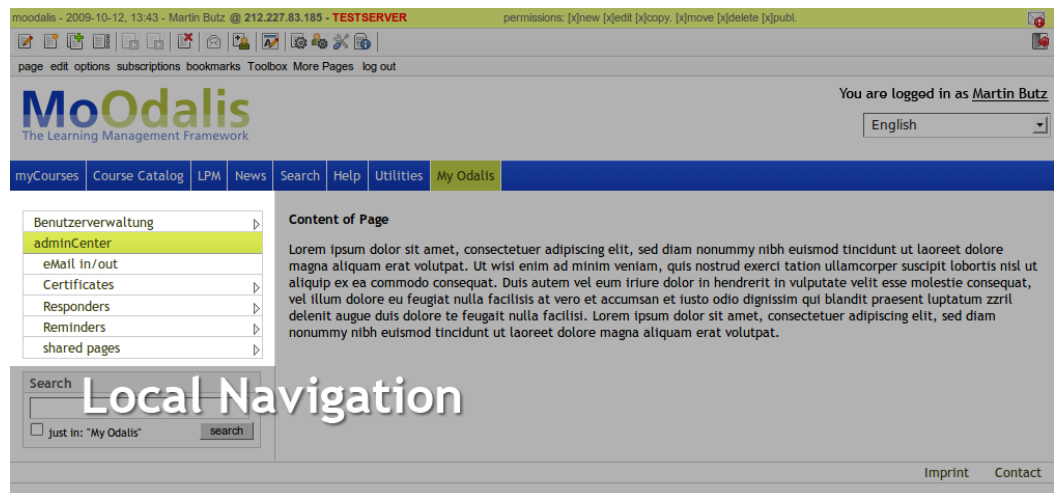 moodalis - 2009-10-12, 13:43 - Martin Butz @ 212.227.83.185 - TESTSERVER permissions: [x]new [x]edit [x]copy. [x]move [x]delete [x]publ.
page edit options subscriptions bookmarks Toolbox More Pages log out
MoOdalis
The Learning Management Framework
You are logged in as Martin Butz
English
myCourses Course Catalog LPM News Search Help Utilities My Odalis
Benutzerverwaltung
adminCenter
eMail in/out
Certificates
Responders
Reminders
shared pages
Content of Page
Lorem ipsum dolor sit amet, consectetuer adipiscing elit, sed diam nonummy nibh euismod tincidunt ut laoreet dolore
magna aliquam erat volutpat. Ut wisi enim ad minim veniam, quis nostrud exerci tation ullamcorper suscipit lobortis nisl ut
aliquip ex ea commodo consequat. Duis autem vel eum iriure dolor in hendrerit in vulputate velit esse molestie consequat,
vel illum dolore eu feugiat nulla facilisis at vero et accumsan et iusto odio dignissim qui blandit praesent luptatum zzril
delenit augue duis dolore te feugait nulla facilisi. Lorem ipsum dolor sit amet, consectetuer adipiscing elit, sed diam
nonummy nibh euismod tincidunt ut laoreet dolore magna aliquam erat volutpat.
Search
Local Navigation
just in: "My Odalis" search
Imprint Contact